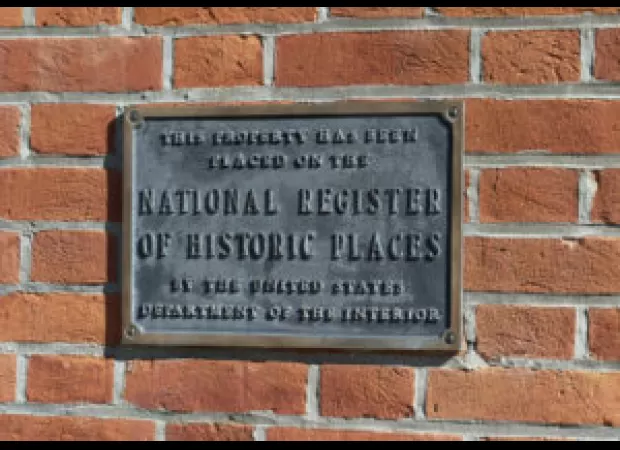 THIS PROPERTY HAS BEEN
PLACED ON THE
NATIONAL REGISTER
OF HISTORIC PLACES
BY THE UNITED STATES
DEPARTMENT OF THE INTERIOR